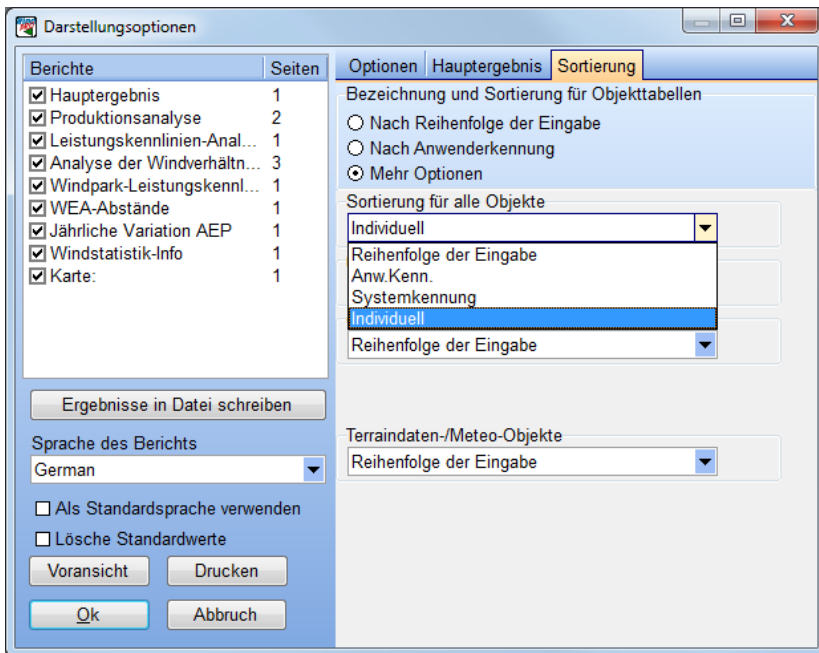 Darstellungsoptionen
Berichte Seiten
Hauptergebnis 1
Produktionsanalyse 2
Leistungskennlinien-Anal... 1
Analyse der Windverhältn... 3
Windpark-Leistungskennl... 1
WEA-Abstände 1
Jährliche Variation AEP 1
Windstatistik-Info 1
Karte: 1
Ergebnisse in Datei schreiben
Sprache des Berichts
German
Als Standardsprache verwenden
Lösche Standardwerte
Voransicht Drucken
Ok Abbruch
Optionen Hauptergebnis Sortierung
Bezeichnung und Sortierung für Objekttabellen
Nach Reihenfolge der Eingabe
Nach Anwenderkennung
Mehr Optionen
Sortierung für alle Objekte
Individuell
Reihenfolge der Eingabe
Anw.Kenn.
Systemkennung
Individuell
Reihenfolge der Eingabe
Terraindaten-/Meteo-Objekte
Reihenfolge der Eingabe